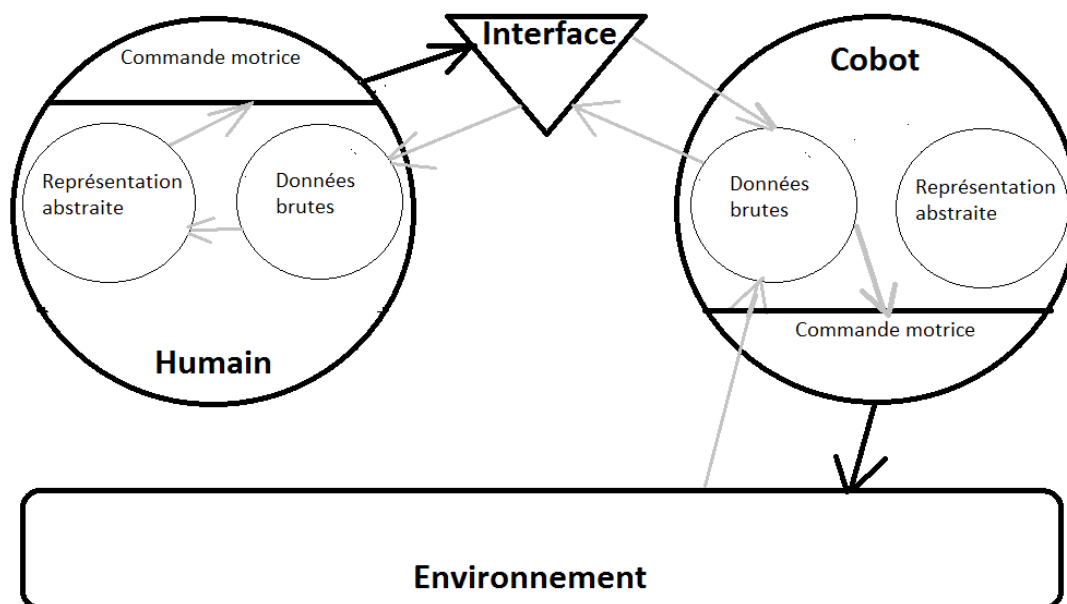 Interface
Commande motrice
Cobot
Représentation
abstraite
Données
brutes
Données
brutes
Représentation
abstraite
Commande motrice
Humain
Environnement